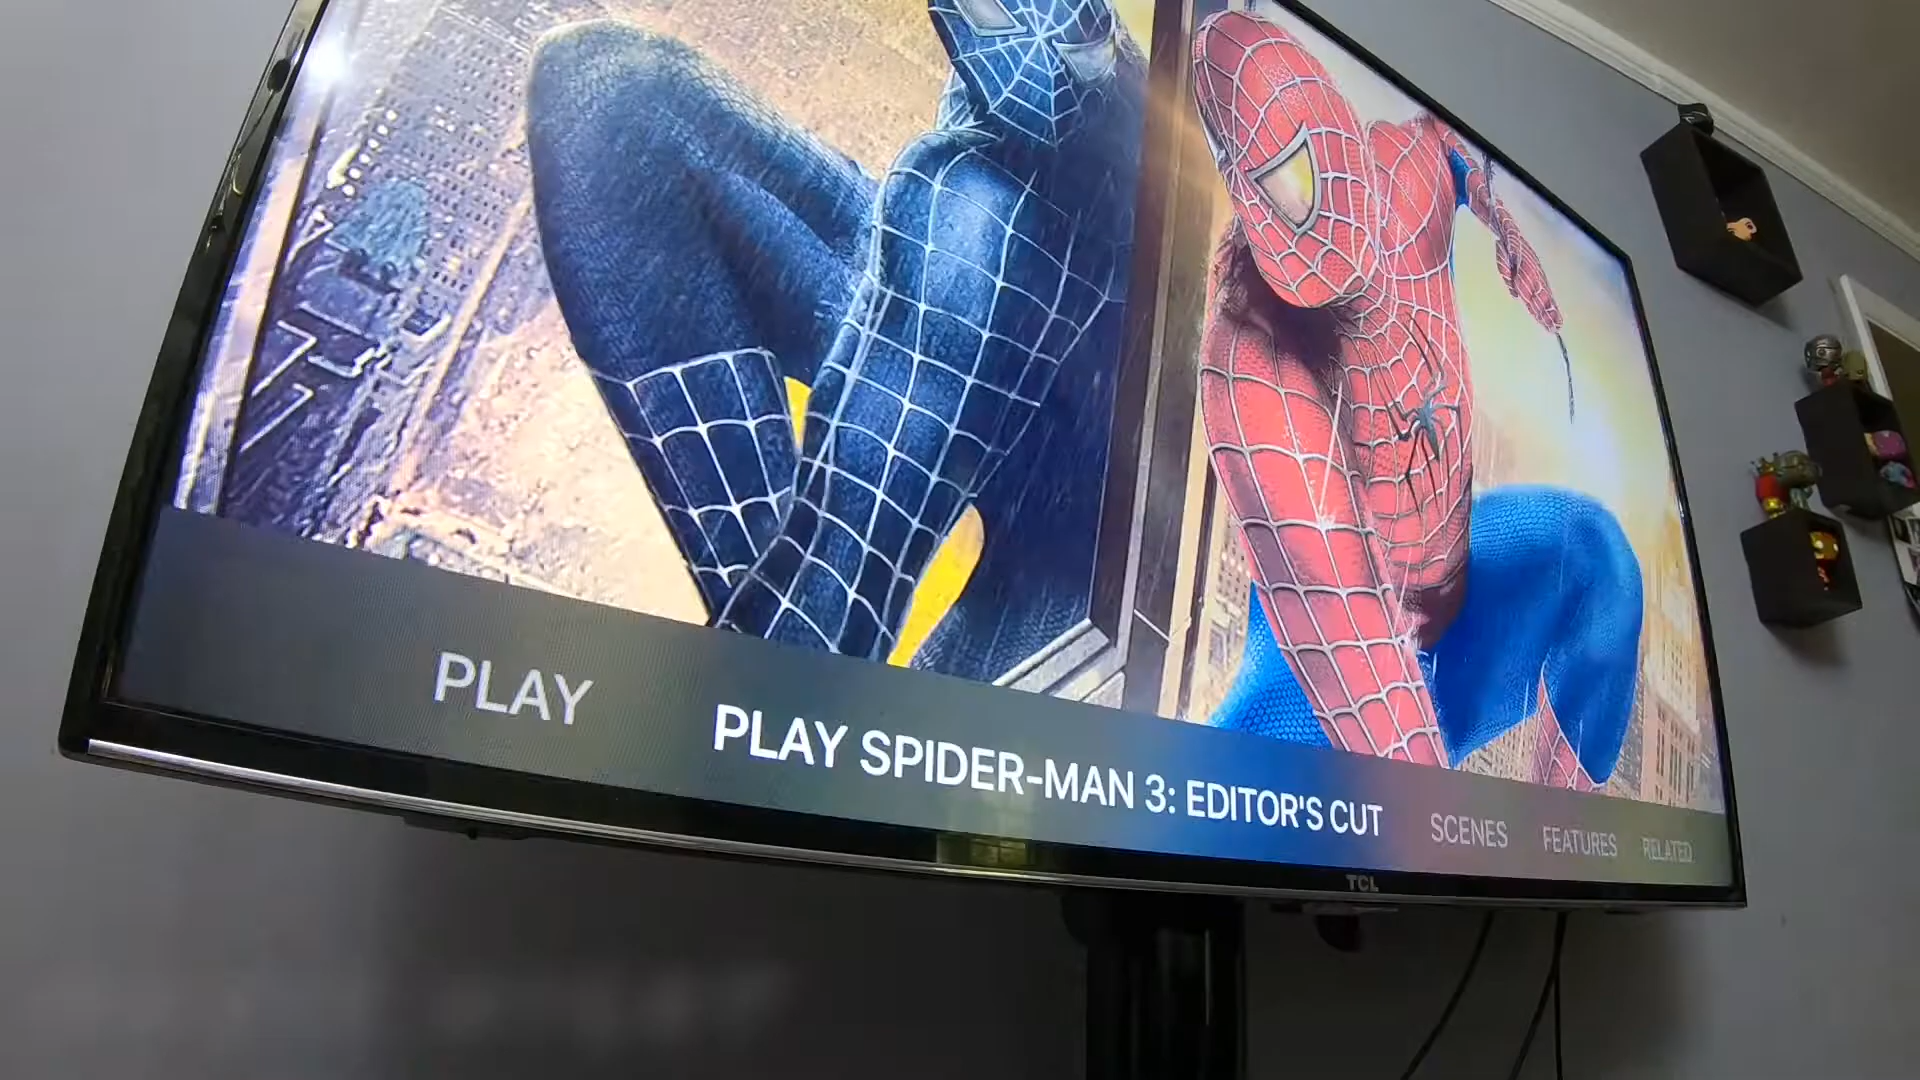 PLAY
PLAY SPIDER-MAN 3: EDITOR'S CUT
SCENES
FEATURES
RELATED
TCL